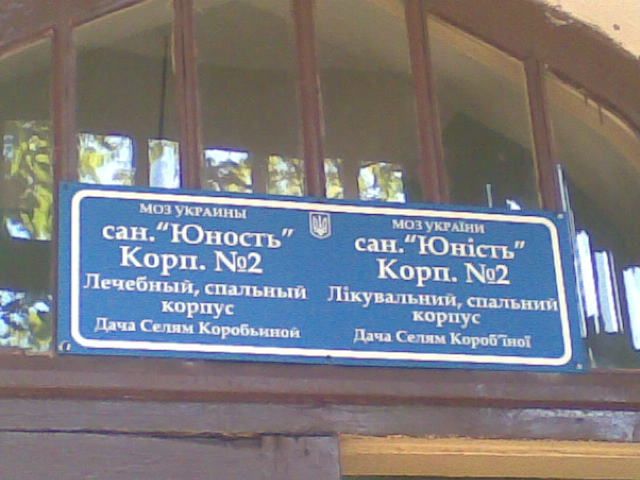 МОЗ УКРАИНЫ
сан.“Юность”
Корп. №2
Лечебный, спальный
корпус
Дача Селям Коробьиной
МОЗ УКРАЇНИ
сан.“Юність”
Корп. №2
Лікувальний, спальний
корпус
Дача Селям Короб’їної